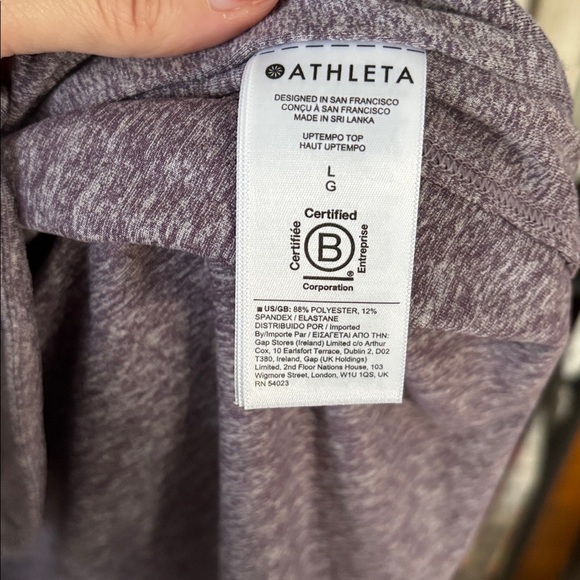 ATHLETA
DESIGNED IN SAN FRANCISCO
CONÇU À SAN FRANCISCO
MADE IN SRI LANKA
UPTEMPO TOP
HAUT UPTEMPO
L
G
Certified
Certifiée
B
Entreprise
®
Corporation
US/GB: 88% POLYESTER, 12%
SPANDEX / ELASTANE
DISTRIBUIDO POR / Imported
By/Importe Par / ΕΙΣΑΓΕΤΑΙ ΑΠΟ ΤΗΝ:
Gap Stores (Ireland) Limited c/o Arthur
Cox, 10 Earlsfort Terrace, Dublin 2, D02
T380, Ireland, Gap (UK Holdings)
Limited, 2nd Floor Nations House, 103
Wigmore Street, London, W1U 1QS, UK
RN 54023